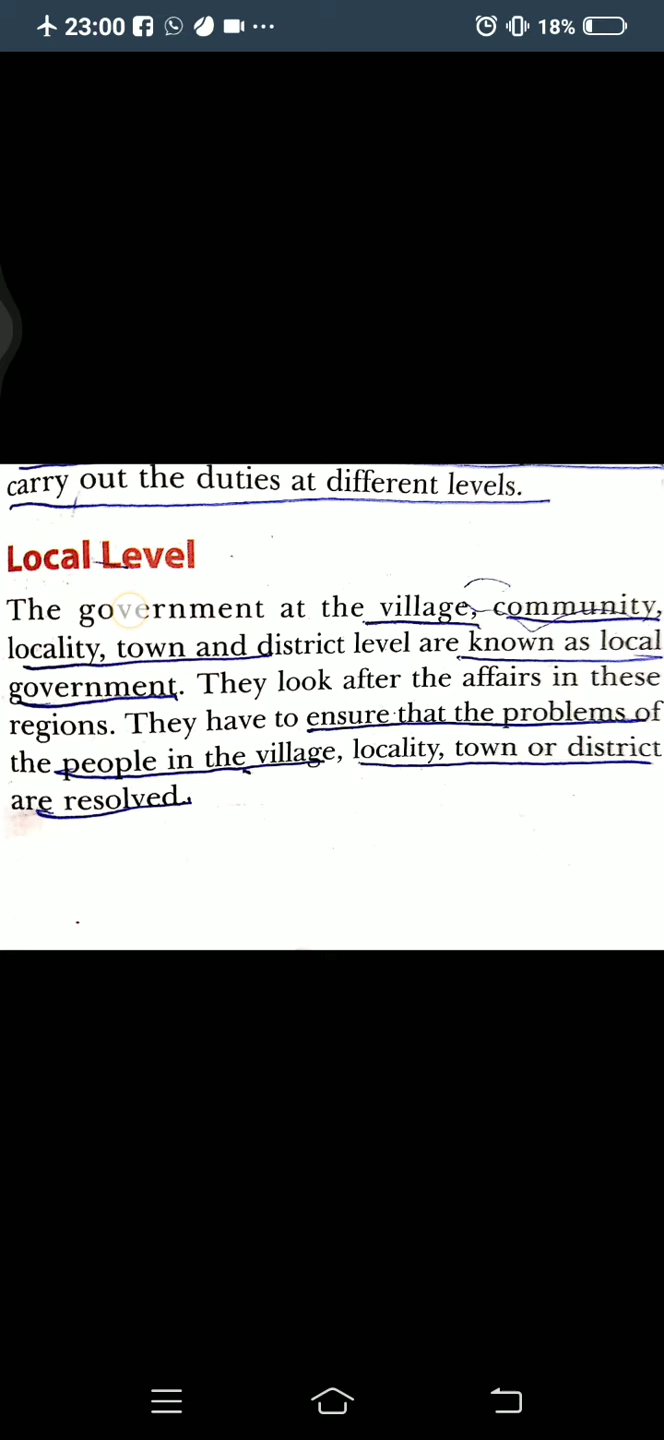 23:00
18%
carry out the duties at different levels.
Local Level
The government at the village, community,
locality, town and district level are known as local
government. They look after the affairs in these
regions. They have to ensure that the problems of
the people in the village, locality, town or district
are resolved.